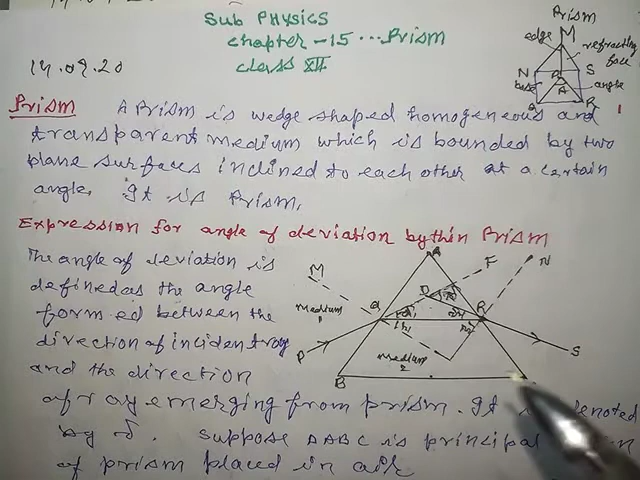 Sub PHYSICS
chapter - 15 ... Prism
class XII
14.09.20
Prism
M
edge
refracting
face
N
S
base
angle
A
R
Prism A Prism is wedge shaped homogeneous and
transparent medium which is bounded by two
plane surfaces inclined to each other at a certain
angle. It is Prism.
Expression for angle of deviation by thin Prism
The angle of deviation is
defined as the angle
formed between the
direction of incident ray
and the direction
of ray emerging from prism. It is denoted
by δ. Suppose ΔABC is principal
of prism placed in air
A
M
F
N
D
medium
1
Q
R
P
S
medium
2
B